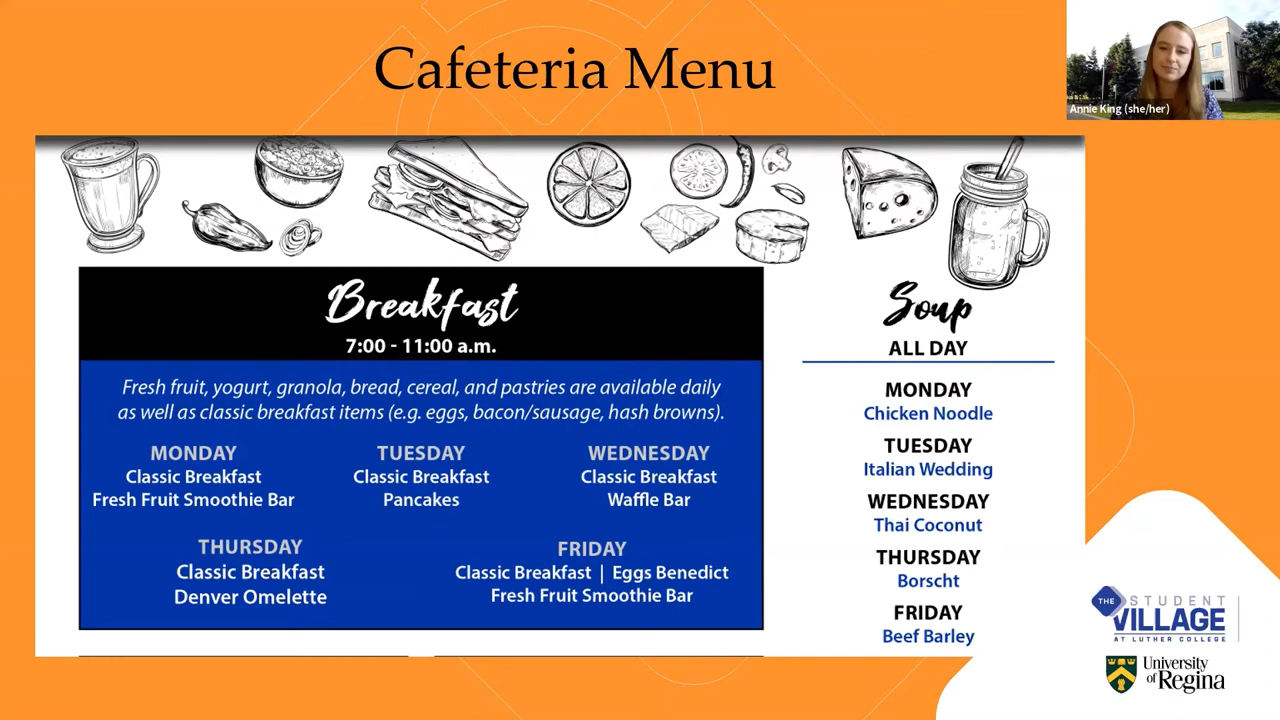 Cafeteria Menu
Annie King (she/her)
Breakfast
7:00 - 11:00 a.m.
Fresh fruit, yogurt, granola, bread, cereal, and pastries are available daily
as well as classic breakfast items (e.g. eggs, bacon/sausage, hash browns).
MONDAY
Classic Breakfast
Fresh Fruit Smoothie Bar
TUESDAY
Classic Breakfast
Pancakes
WEDNESDAY
Classic Breakfast
Waffle Bar
THURSDAY
Classic Breakfast
Denver Omelette
FRIDAY
Classic Breakfast | Eggs Benedict
Fresh Fruit Smoothie Bar
Soup
ALL DAY
MONDAY
Chicken Noodle
TUESDAY
Italian Wedding
WEDNESDAY
Thai Coconut
THURSDAY
Borscht
FRIDAY
Beef Barley
THE STUDENT
VILLAGE
AT LUTHER COLLEGE
University
of Regina